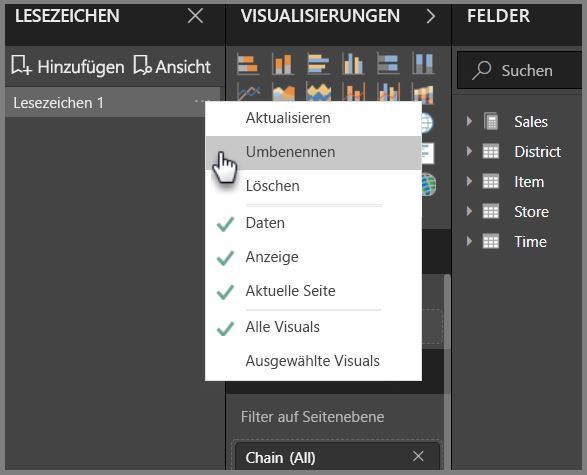 LESEZEICHEN
Hinzufügen Ansicht
Lesezeichen 1
Aktualisieren
Umbenennen
Löschen
Daten
Anzeige
Aktuelle Seite
Alle Visuals
Ausgewählte Visuals
VISUALISIERUNGEN
Filter auf Seitenebene
Chain (All)
FELDER
Suchen
Sales
District
Item
Store
Time